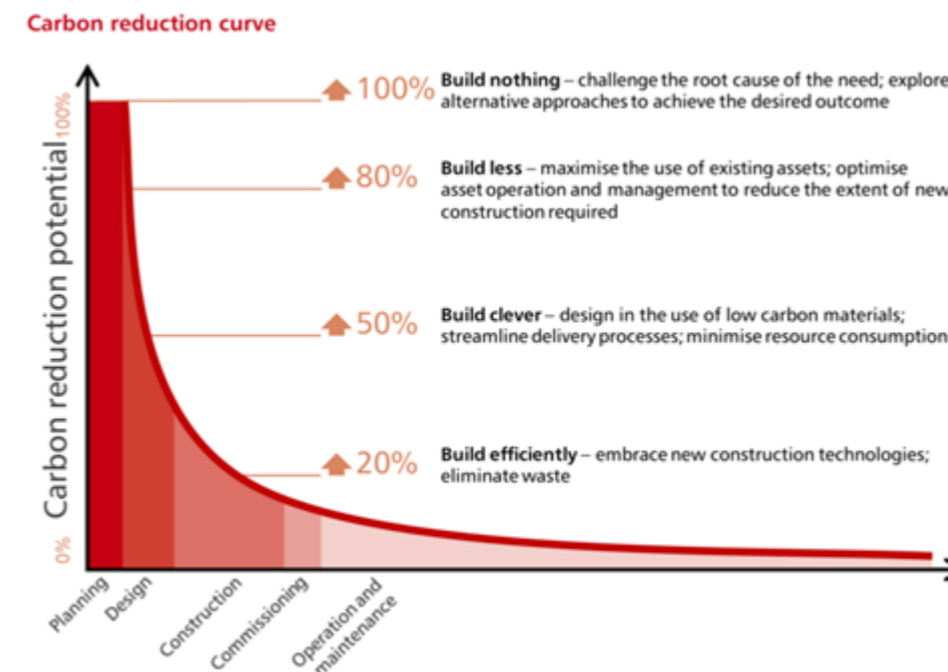 Carbon reduction curve
100%
Carbon reduction potential
0%
100%
Build nothing – challenge the root cause of the need; explore
alternative approaches to achieve the desired outcome
80%
Build less – maximise the use of existing assets; optimise
asset operation and management to reduce the extent of new
construction required
50%
Build clever – design in the use of low carbon materials;
streamline delivery processes; minimise resource consumption
20%
Build efficiently – embrace new construction technologies;
eliminate waste
Planning
Design
Construction
Commissioning
Operation and
maintenance